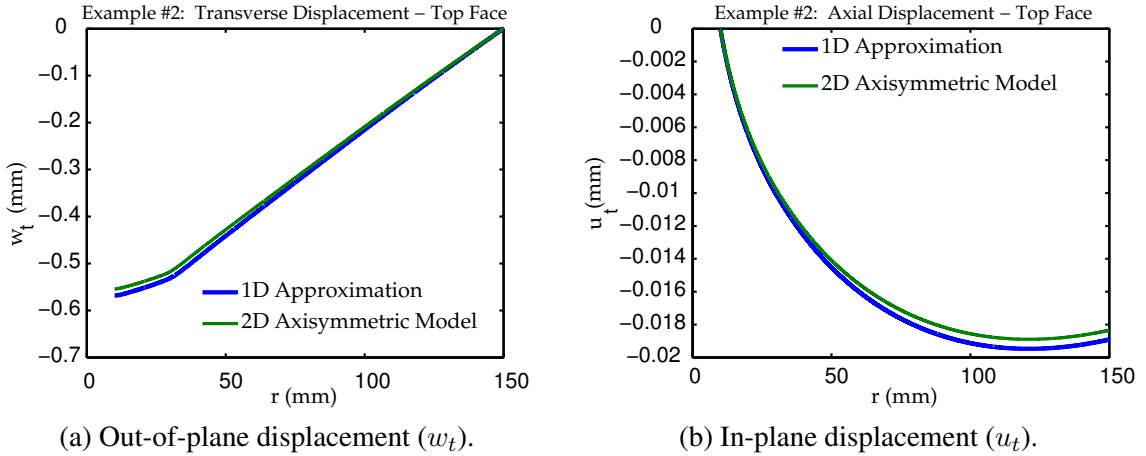 Example #2: Transverse Displacement – Top Face
0
−0.1
−0.2
−0.3
−0.4
−0.5
−0.6
−0.7
w_t (mm)
1D Approximation
2D Axisymmetric Model
0 50 100 150
r (mm)
(a) Out-of-plane displacement (w_t).
Example #2: Axial Displacement – Top Face
0
−0.002
−0.004
−0.006
−0.008
−0.01
−0.012
−0.014
−0.016
−0.018
−0.02
u_t (mm)
1D Approximation
2D Axisymmetric Model
0 50 100 150
r (mm)
(b) In-plane displacement (u_t).